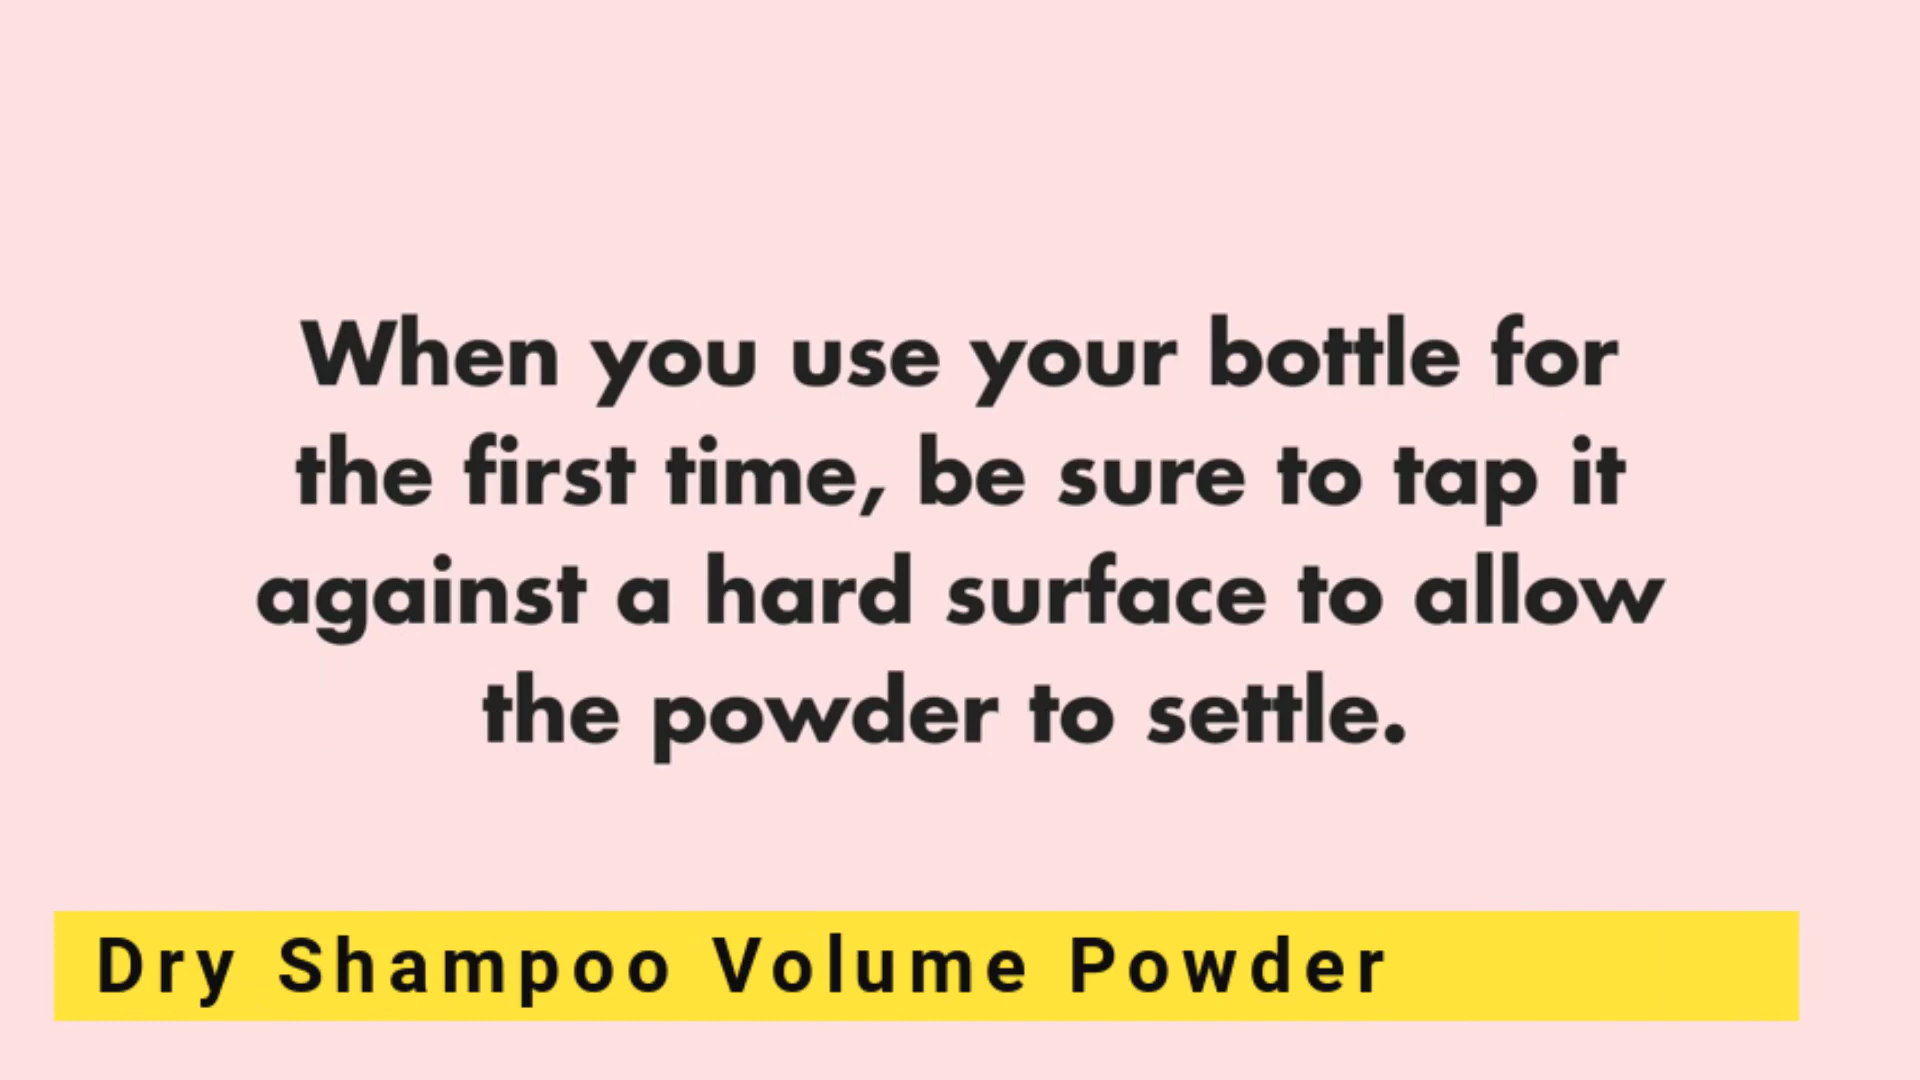 When you use your bottle for
the first time, be sure to tap it
against a hard surface to allow
the powder to settle.
Dry Shampoo Volume Powder